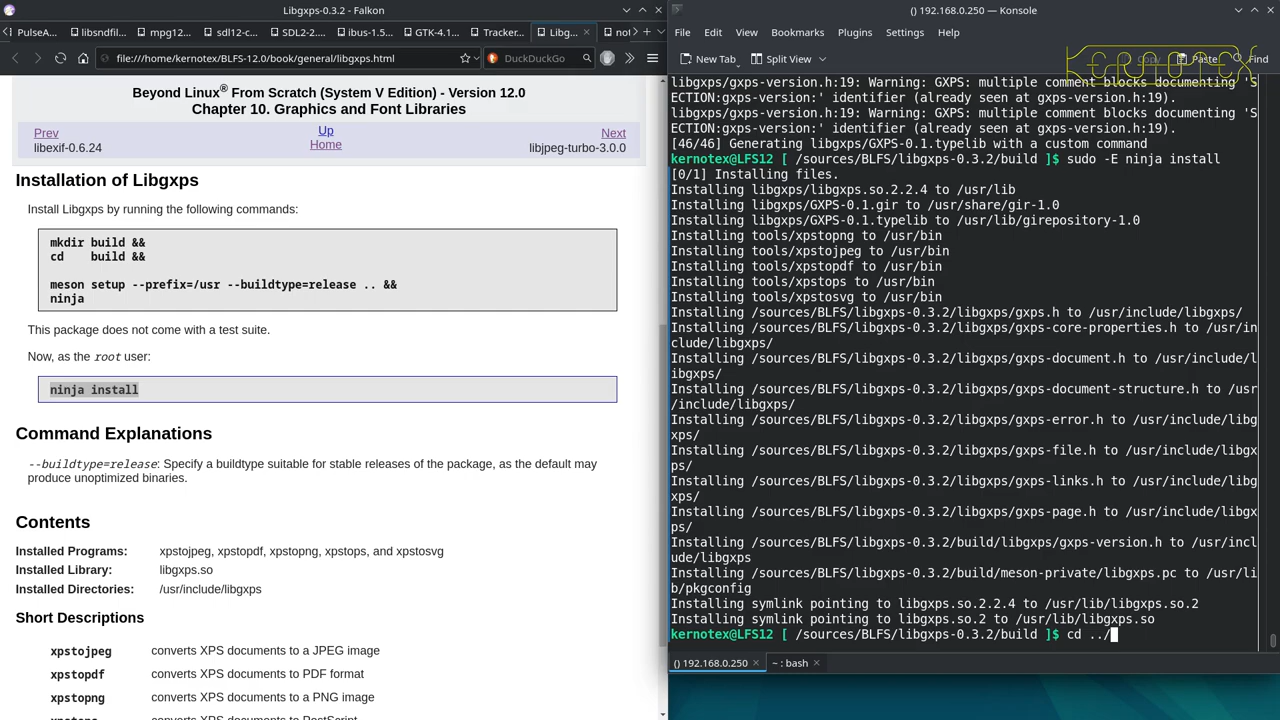 Libgxps-0.3.2 - Falkon
PulseA...
libsndfil...
mpg12...
sdl12-c...
SDL2-2....
ibus-1.5...
GTK-4.1...
Tracker...
Libg...
not
file:///home/kernotex/BLFS-12.0/book/general/libgxps.html
DuckDuckGo
Beyond Linux® From Scratch (System V Edition) - Version 12.0
Chapter 10. Graphics and Font Libraries
Prev
Up
Next
libexif-0.6.24
Home
libjpeg-turbo-3.0.0
Installation of Libgxps
Install Libgxps by running the following commands:
mkdir build &&
cd    build &&
meson setup --prefix=/usr --buildtype=release .. &&
ninja
This package does not come with a test suite.
Now, as the root user:
ninja install
Command Explanations
--buildtype=release: Specify a buildtype suitable for stable releases of the package, as the default may
produce unoptimized binaries.
Contents
Installed Programs: xpstojpeg, xpstopdf, xpstopng, xpstops, and xpstosvg
Installed Library: libgxps.so
Installed Directories: /usr/include/libgxps
Short Descriptions
xpstojpeg converts XPS documents to a JPEG image
xpstopdf converts XPS documents to PDF format
xpstopng converts XPS documents to a PNG image
xpstops converts XPS documents to PostScript
() 192.168.0.250 — Konsole
File Edit View Bookmarks Plugins Settings Help
New Tab
Split View
Copy
Paste
Find
KERNOTEX
libgxps/gxps-version.h:19: Warning: GXPS: multiple comment blocks documenting 'S
ECTION:gxps-version:' identifier (already seen at gxps-version.h:19).
libgxps/gxps-version.h:19: Warning: GXPS: multiple comment blocks documenting 'S
ECTION:gxps-version:' identifier (already seen at gxps-version.h:19).
[46/46] Generating libgxps/GXPS-0.1.typelib with a custom command
kernotex@LFS12 [ /sources/BLFS/libgxps-0.3.2/build ]$ sudo -E ninja install
[0/1] Installing files.
Installing libgxps/libgxps.so.2.2.4 to /usr/lib
Installing libgxps/GXPS-0.1.gir to /usr/share/gir-1.0
Installing libgxps/GXPS-0.1.typelib to /usr/lib/girepository-1.0
Installing tools/xpstopng to /usr/bin
Installing tools/xpstojpeg to /usr/bin
Installing tools/xpstopdf to /usr/bin
Installing tools/xpstops to /usr/bin
Installing tools/xpstosvg to /usr/bin
Installing /sources/BLFS/libgxps-0.3.2/libgxps/gxps.h to /usr/include/libgxps/
Installing /sources/BLFS/libgxps-0.3.2/libgxps/gxps-core-properties.h to /usr/in
clude/libgxps/
Installing /sources/BLFS/libgxps-0.3.2/libgxps/gxps-document.h to /usr/include/l
ibgxps/
Installing /sources/BLFS/libgxps-0.3.2/libgxps/gxps-document-structure.h to /usr
/include/libgxps/
Installing /sources/BLFS/libgxps-0.3.2/libgxps/gxps-error.h to /usr/include/libg
xps/
Installing /sources/BLFS/libgxps-0.3.2/libgxps/gxps-file.h to /usr/include/libgx
ps/
Installing /sources/BLFS/libgxps-0.3.2/libgxps/gxps-links.h to /usr/include/libg
xps/
Installing /sources/BLFS/libgxps-0.3.2/libgxps/gxps-page.h to /usr/include/libgx
ps/
Installing /sources/BLFS/libgxps-0.3.2/build/libgxps/gxps-version.h to /usr/incl
ude/libgxps
Installing /sources/BLFS/libgxps-0.3.2/build/meson-private/libgxps.pc to /usr/li
b/pkgconfig
Installing symlink pointing to libgxps.so.2.2.4 to /usr/lib/libgxps.so.2
Installing symlink pointing to libgxps.so.2 to /usr/lib/libgxps.so
kernotex@LFS12 [ /sources/BLFS/libgxps-0.3.2/build ]$ cd ../
() 192.168.0.250
~ : bash